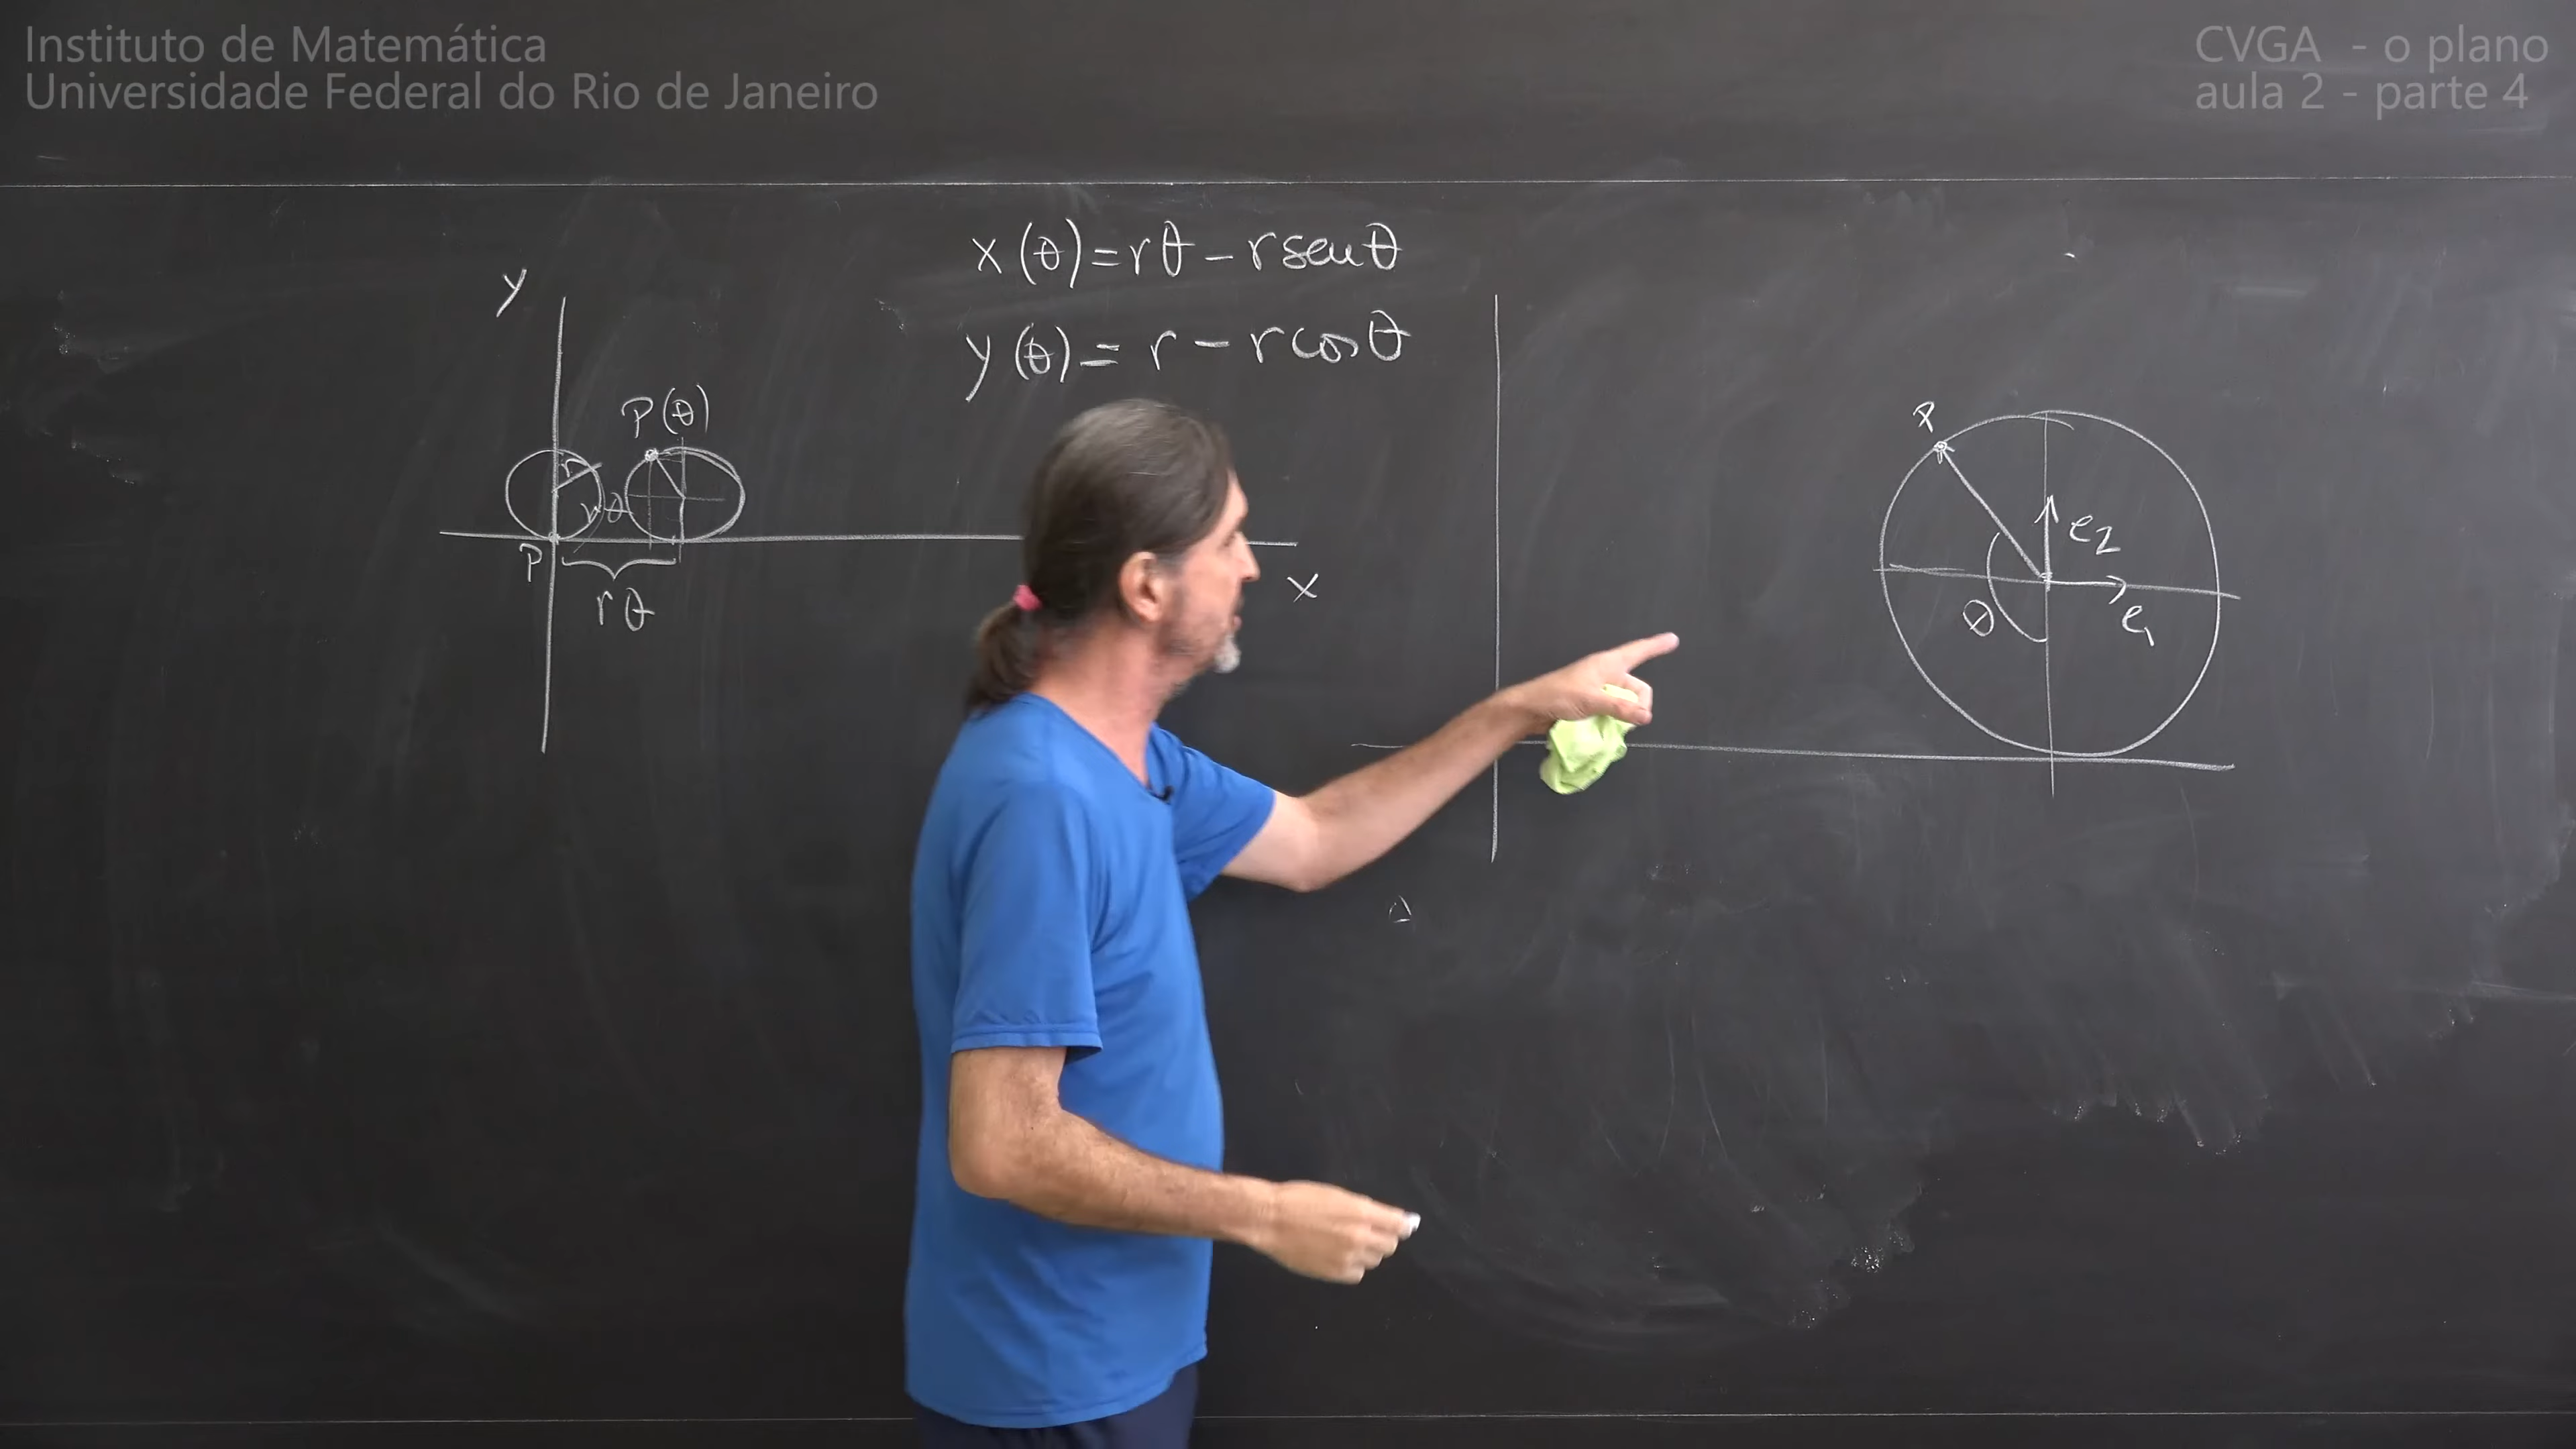 Instituto de Matemática
Universidade Federal do Rio de Janeiro
CVGA - o plano
aula 2 - parte 4
x(θ)=rθ-rsenθ
y(θ)=r-rcosθ
y
P(θ)
r
rθ
P
rθ
x
P
e2
e1
θ